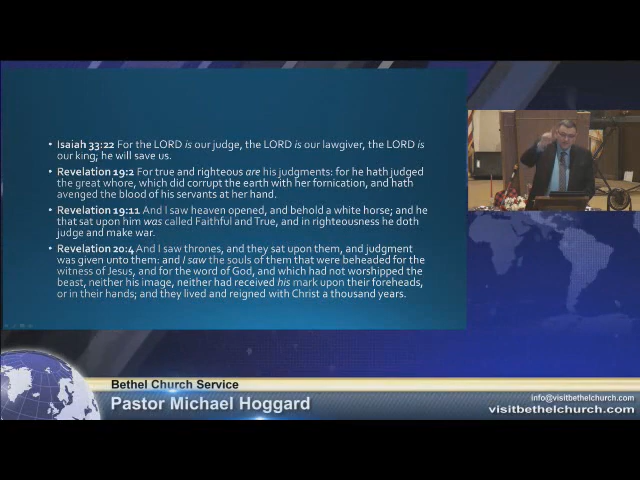 • Isaiah 33:22 For the LORD is our judge, the LORD is our lawgiver, the LORD is
our king; he will save us.
• Revelation 19:2 For true and righteous are his judgments: for he hath judged
the great whore, which did corrupt the earth with her fornication, and hath
avenged the blood of his servants at her hand.
• Revelation 19:11 And I saw heaven opened, and behold a white horse; and he
that sat upon him was called Faithful and True, and in righteousness he doth
judge and make war.
• Revelation 20:4 And I saw thrones, and they sat upon them, and judgment
was given unto them: and I saw the souls of them that were beheaded for the
witness of Jesus, and for the word of God, and which had not worshipped the
beast, neither his image, neither had received his mark upon their foreheads,
or in their hands; and they lived and reigned with Christ a thousand years.
Bethel Church Service
Pastor Michael Hoggard
info@visitbethelchurch.com
visitbethelchurch.com